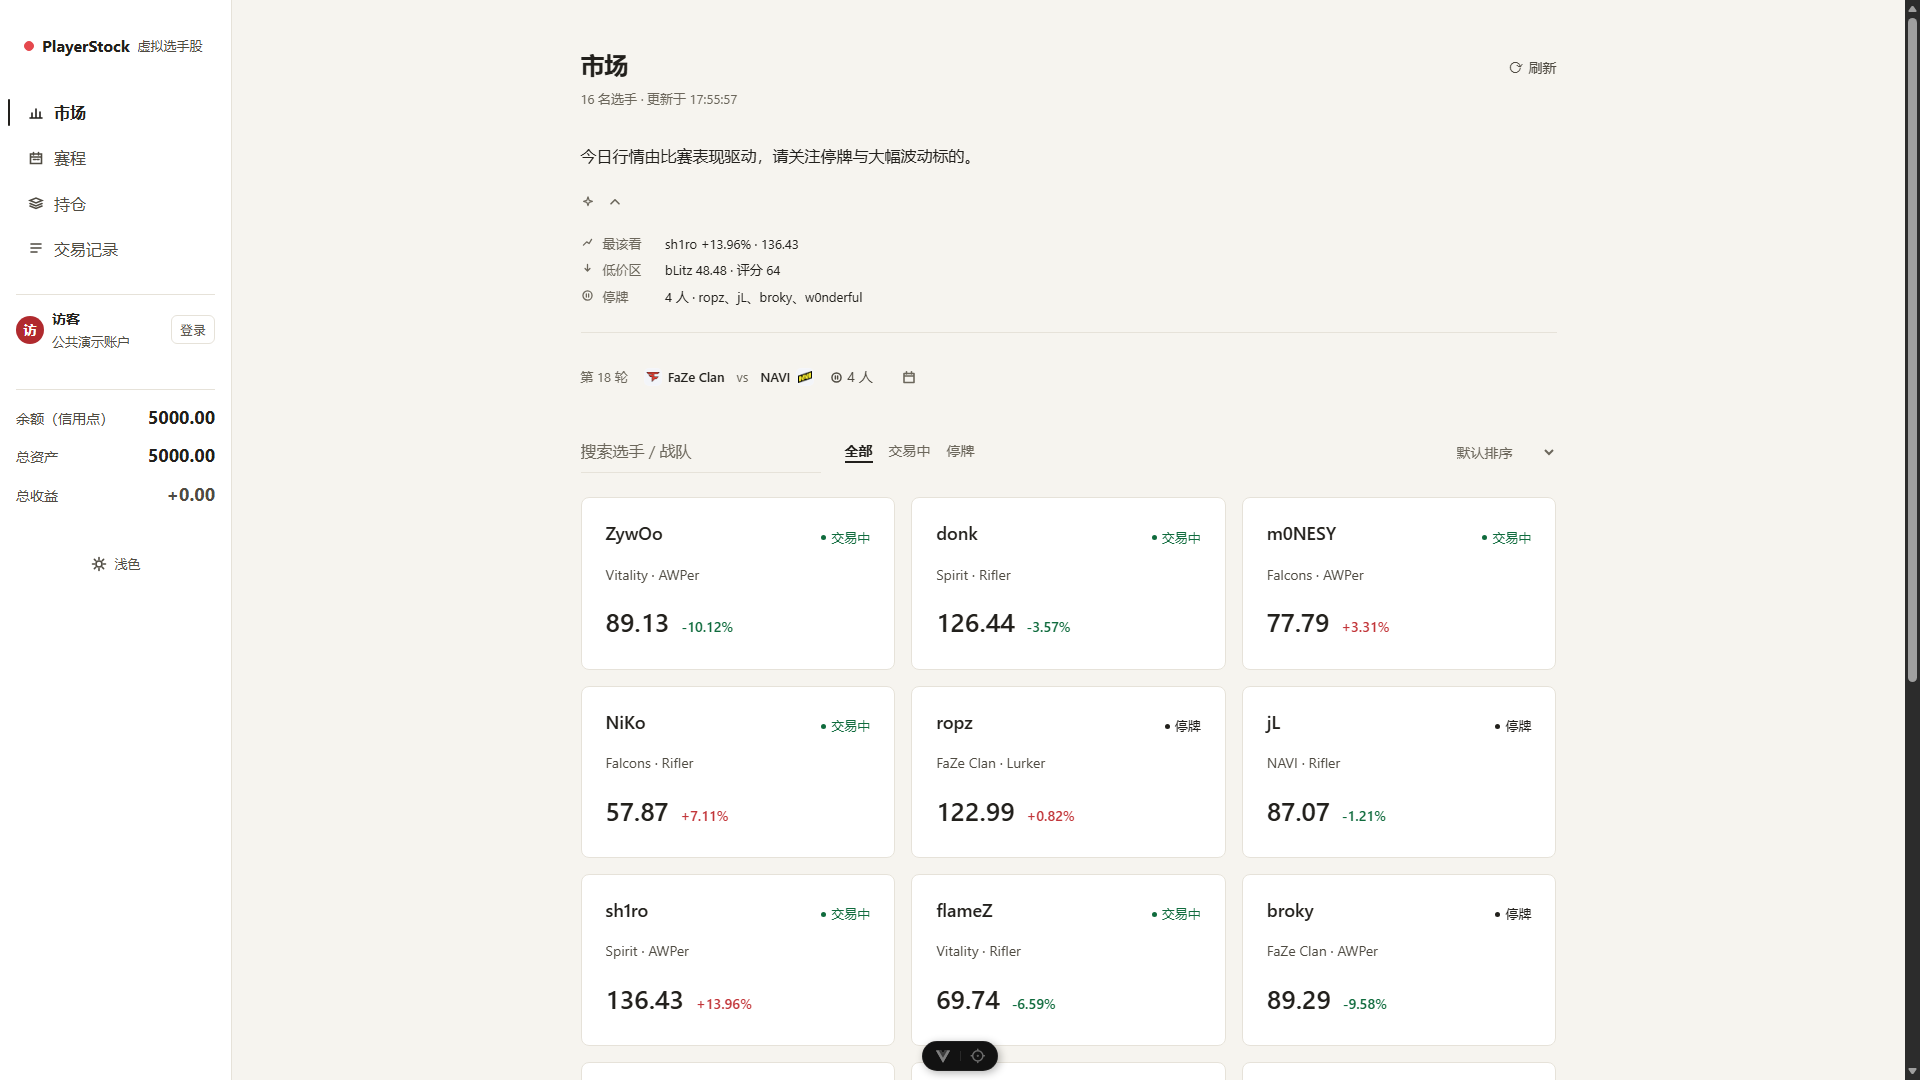 PlayerStock 虚拟选手股
市场
赛程
持仓
交易记录
访
访客
公共演示账户
登录
余额（信用点） 5000.00
总资产 5000.00
总收益 +0.00
浅色
市场
刷新
16 名选手 · 更新于 17:55:57
今日行情由比赛表现驱动，请关注停牌与大幅波动标的。
最该看 sh1ro +13.96% · 136.43
低价区 bLitz 48.48 · 评分 64
停牌 4 人 · ropz、jL、broky、w0nderful
第 18 轮 FaZe Clan vs NAVI 4 人
搜索选手 / 战队 全部 交易中 停牌 默认排序
ZywOo 交易中
Vitality · AWPer
89.13 -10.12%
donk 交易中
Spirit · Rifler
126.44 -3.57%
m0NESY 交易中
Falcons · AWPer
77.79 +3.31%
NiKo 交易中
Falcons · Rifler
57.87 +7.11%
ropz 停牌
FaZe Clan · Lurker
122.99 +0.82%
jL 停牌
NAVI · Rifler
87.07 -1.21%
sh1ro 交易中
Spirit · AWPer
136.43 +13.96%
flameZ 交易中
Vitality · Rifler
69.74 -6.59%
broky 停牌
FaZe Clan · AWPer
89.29 -9.58%